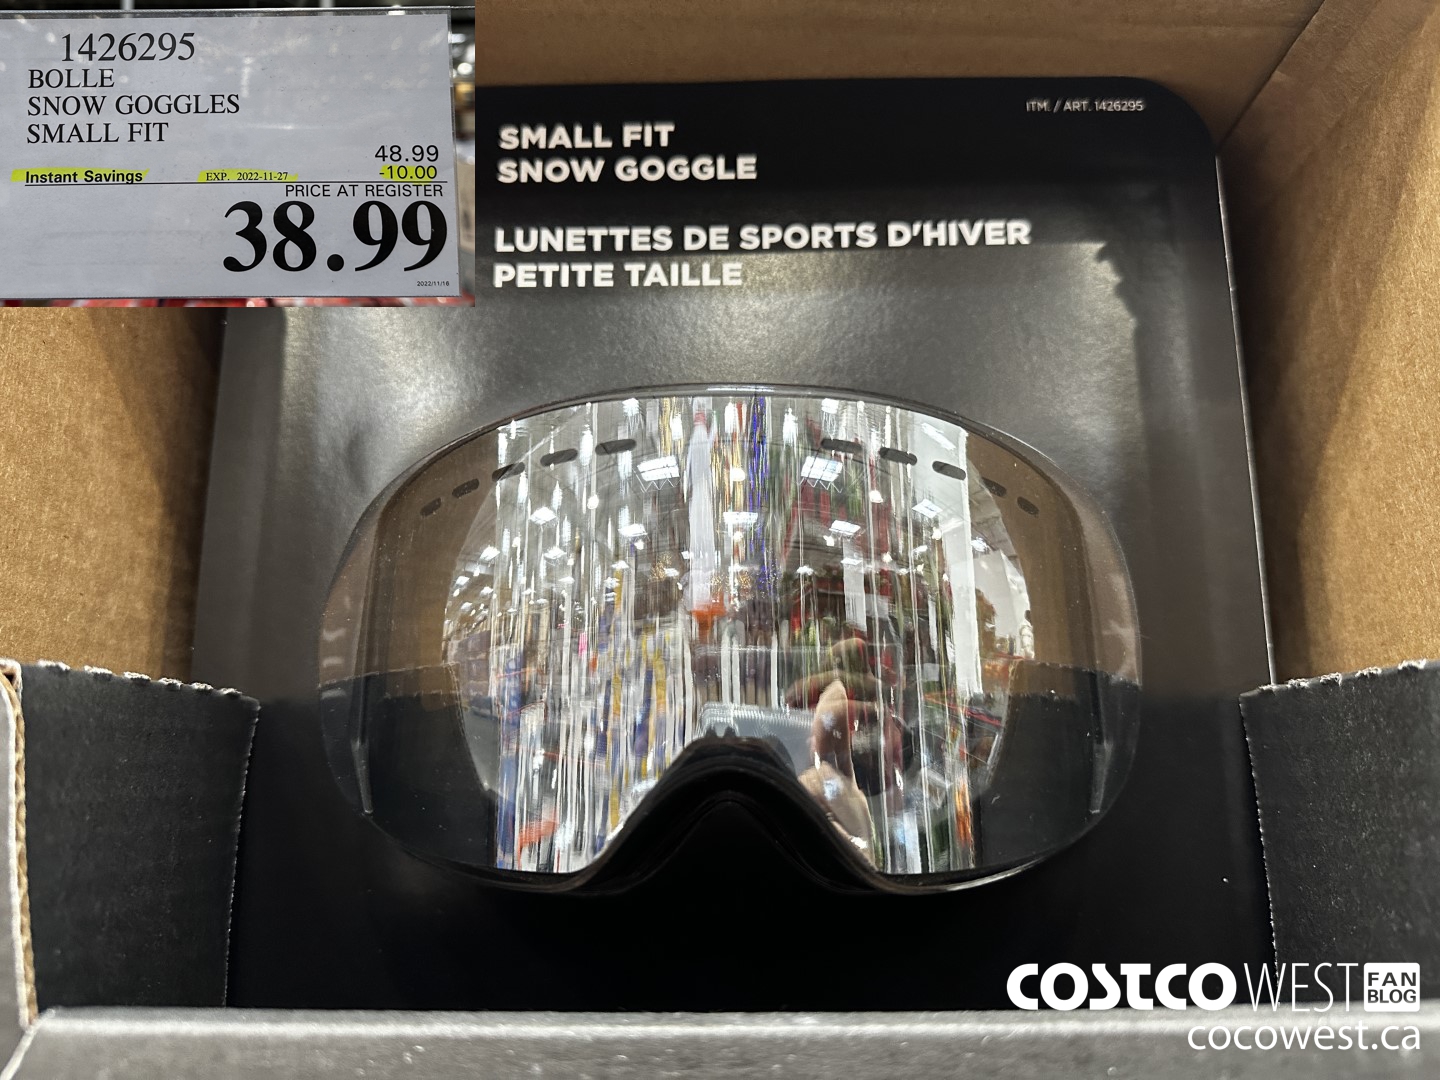 1426295
BOLLE
SNOW GOGGLES
SMALL FIT
48.99
Instant Savings EXP. 2022-11-27 -10.00
PRICE AT REGISTER
38.99
2022/11/16
ITM. / ART. 1426295
SMALL FIT
SNOW GOGGLE
LUNETTES DE SPORTS D'HIVER
PETITE TAILLE
COSTCO WEST FAN BLOG
cocowest.ca